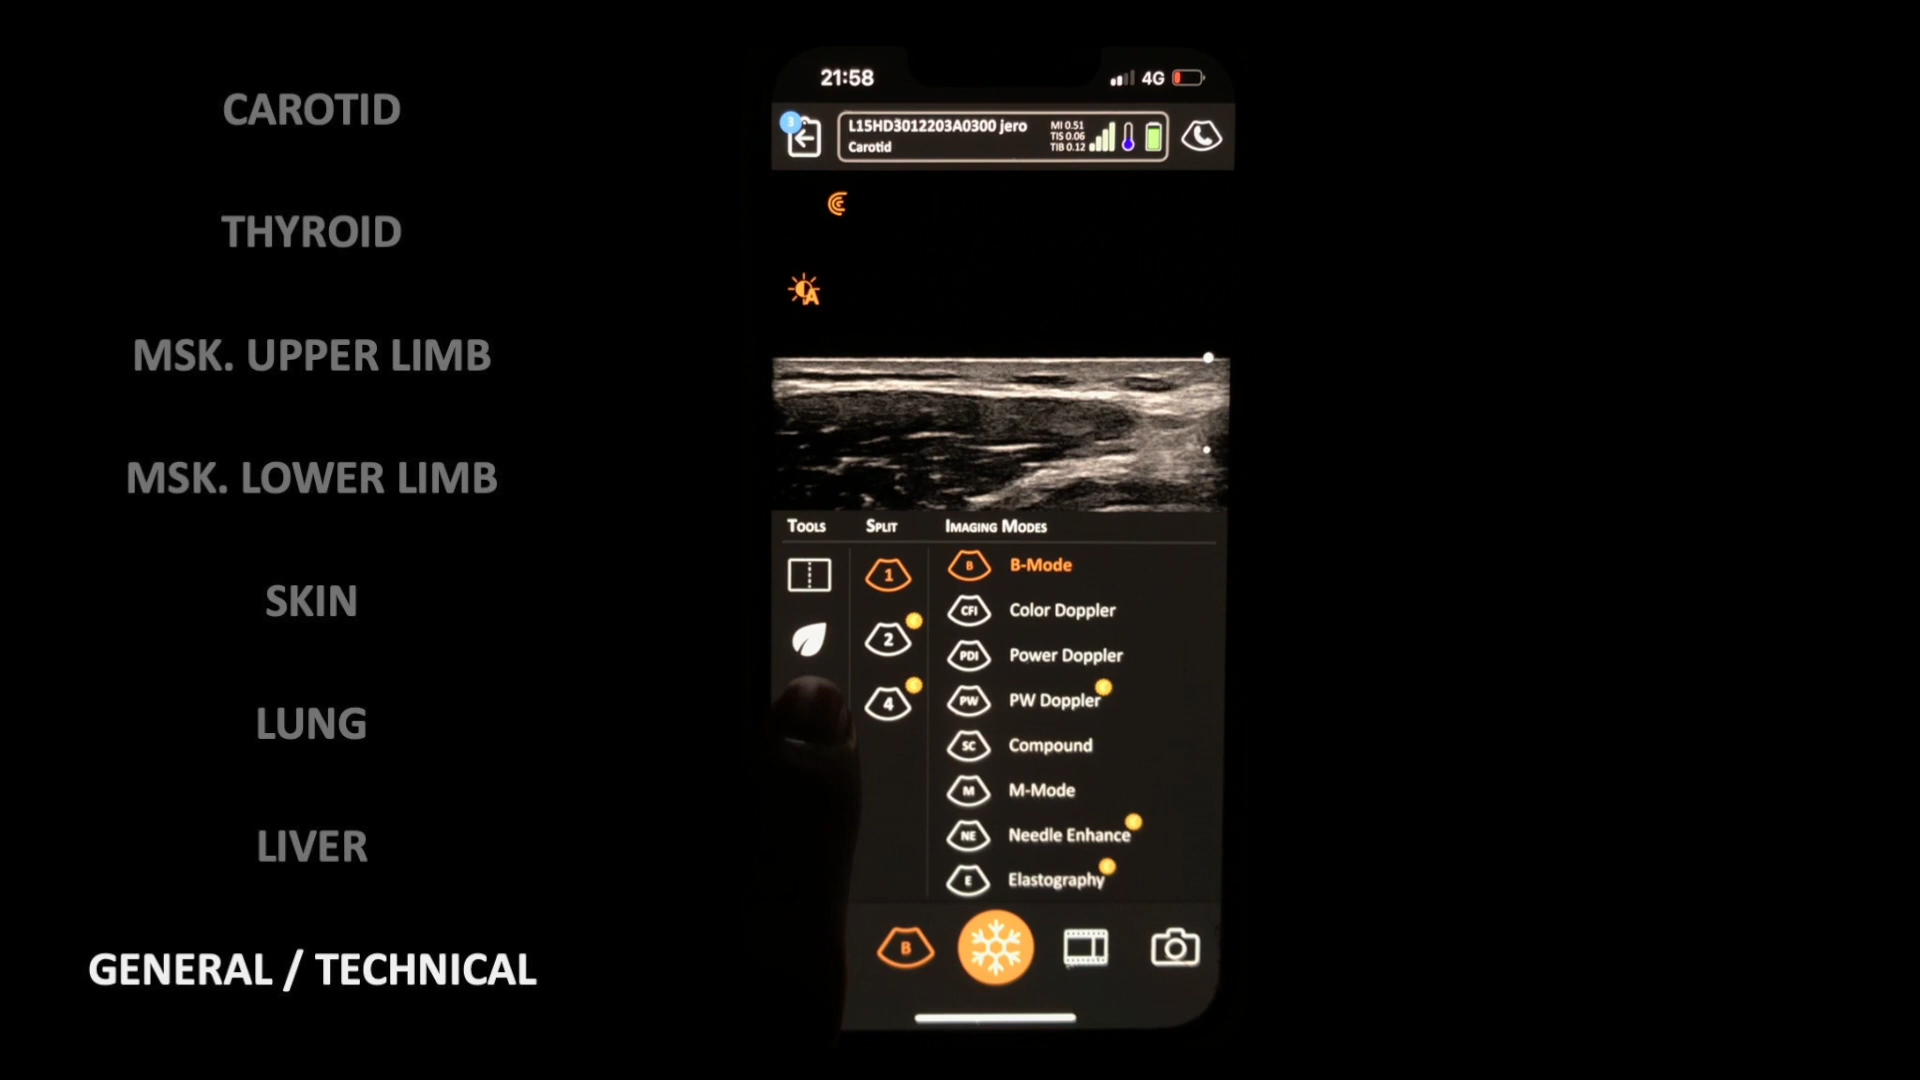 CAROTID
THYROID
MSK. UPPER LIMB
MSK. LOWER LIMB
SKIN
LUNG
LIVER
GENERAL / TECHNICAL
21:58
4G
3
L15HD3012203A0300 jero
Carotid
MI 0.51
TIS 0.06
TIB 0.12
A
TOOLS SPLIT IMAGING MODES
1
2
4
B B-Mode
CFI Color Doppler
PDI Power Doppler
PW PW Doppler
SC Compound
M M-Mode
NE Needle Enhance
E Elastography
B